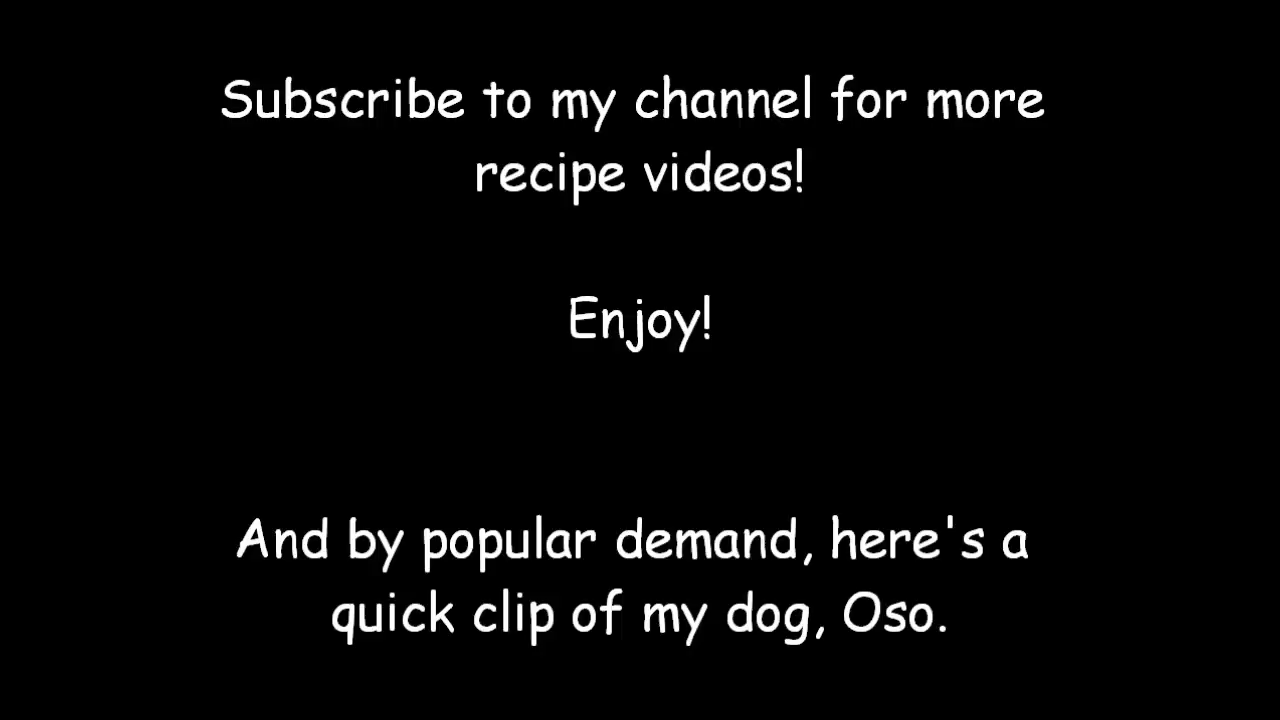 Subscribe to my channel for more
recipe videos!
Enjoy!
And by popular demand, here's a
quick clip of my dog, Oso.